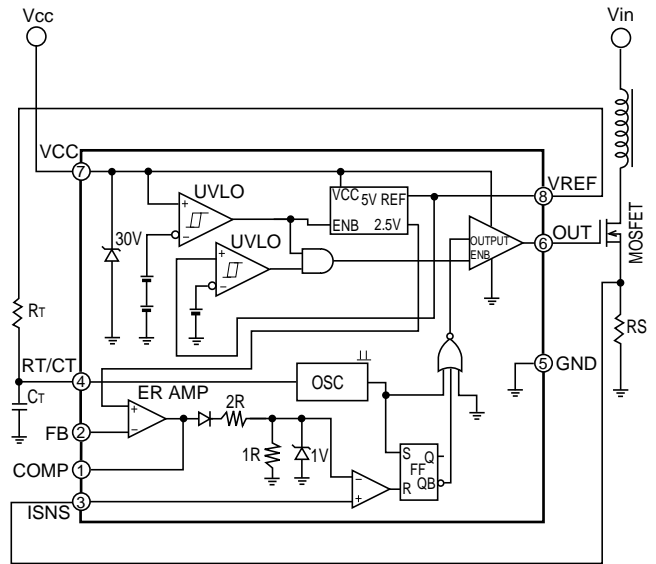 Vcc
Vin
VCC
7
VREF
8
UVLO
VCC 5V REF
ENB 2.5V
30V
UVLO
OUTPUT
ENB
OUT
6
MOSFET
RT
RS
RT/CT
4
OSC
5
GND
CT
ER AMP
2R
FB
2
1R
1V
S Q
FF
R QB
COMP
1
ISNS
3